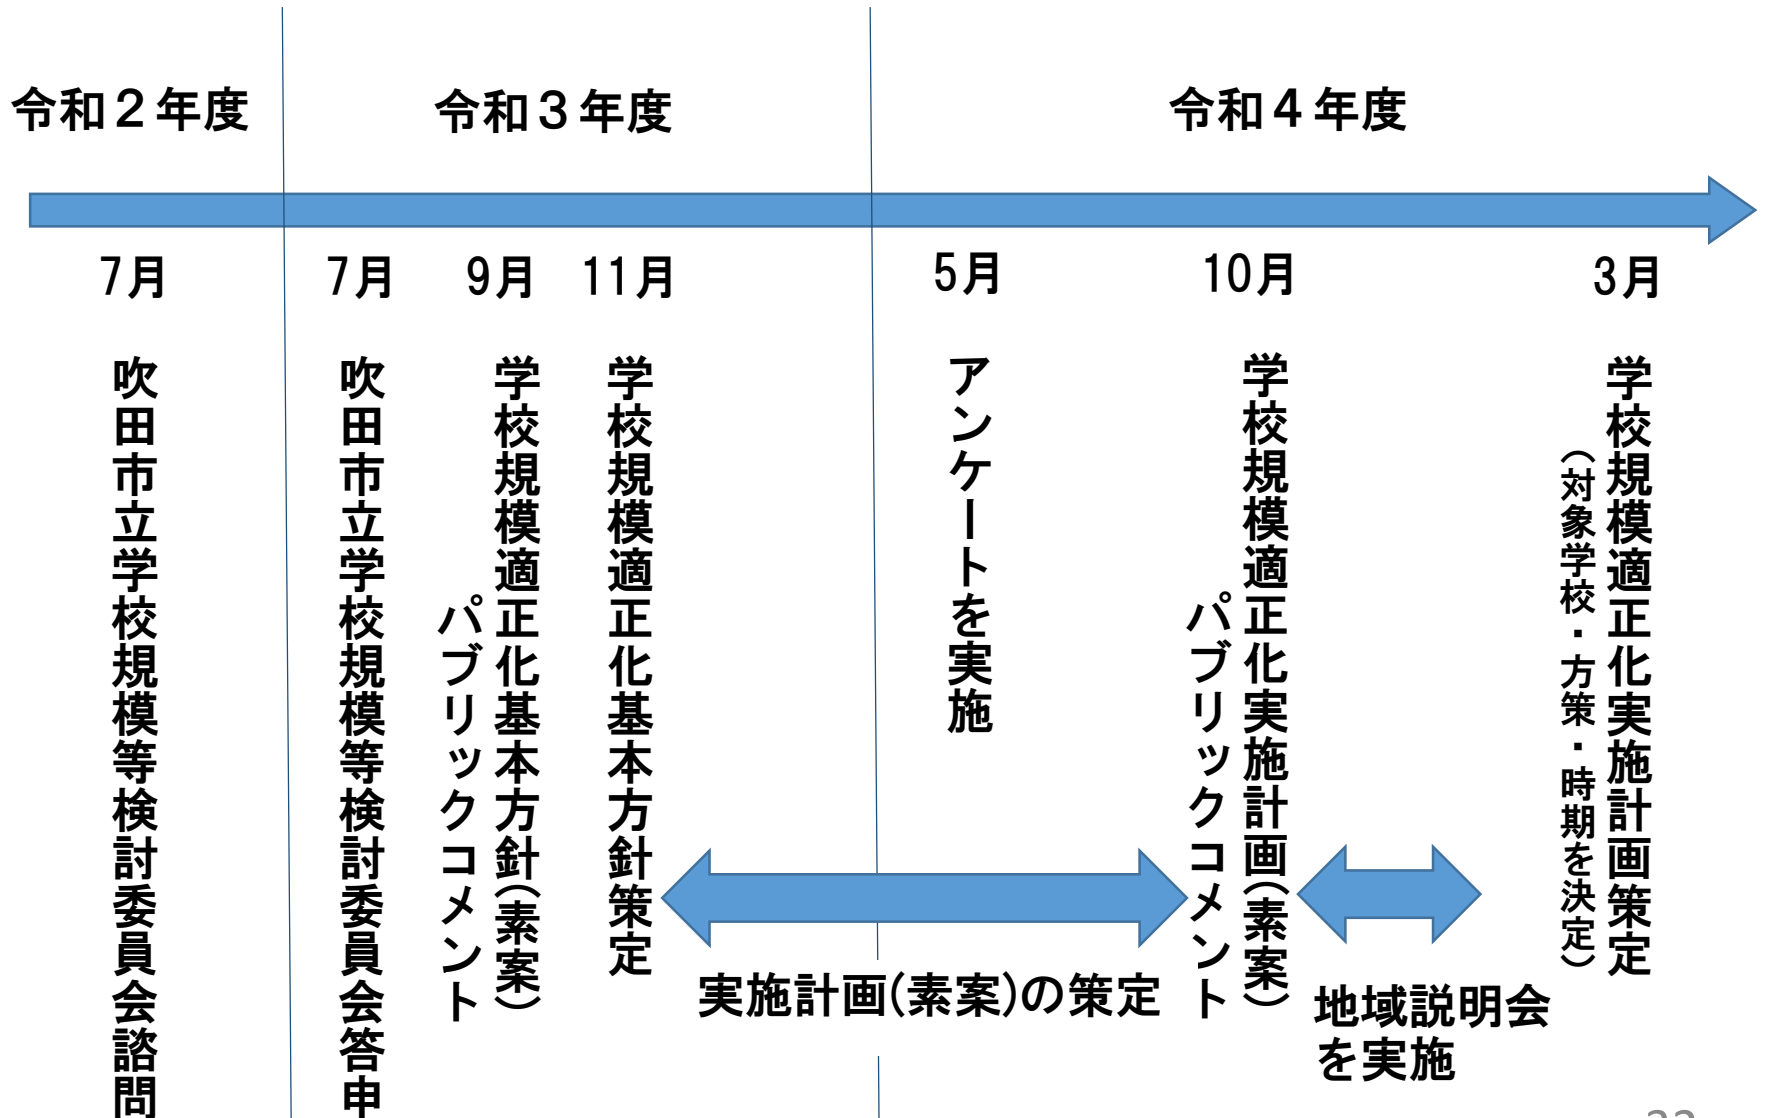 令和２年度
令和３年度
令和４年度
7月
7月
9月
11月
5月
10月
3月
吹田市立学校規模等検討委員会諮問
吹田市立学校規模等検討委員会答申
学校規模適正化基本方針(素案)
パブリックコメント
学校規模適正化基本方針策定
アンケートを実施
学校規模適正化実施計画(素案)
パブリックコメント
学校規模適正化実施計画策定
(対象学校・方策・時期を決定)
実施計画(素案)の策定
地域説明会
を実施